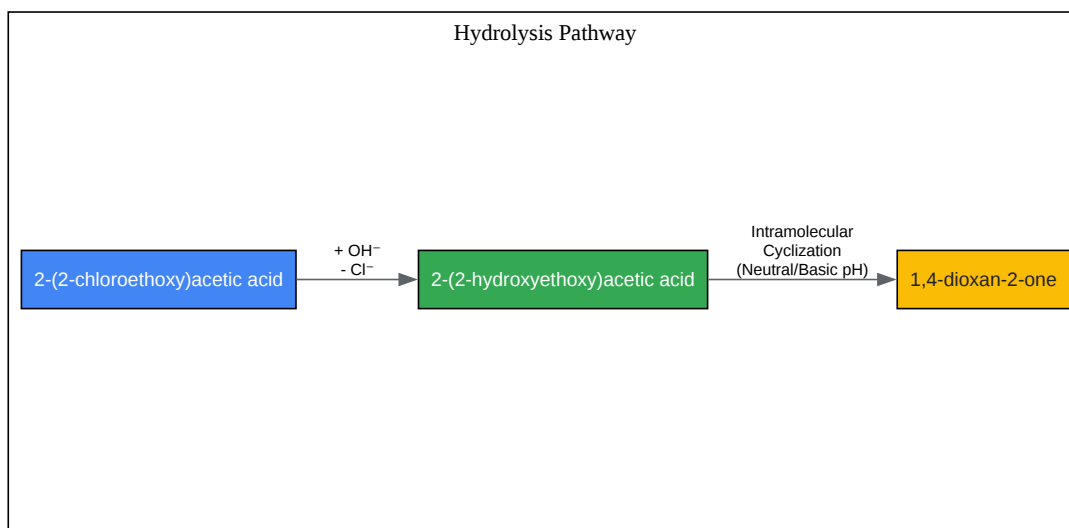 Hydrolysis Pathway
2-(2-chloroethoxy)acetic acid
+ OH⁻
- Cl⁻
2-(2-hydroxyethoxy)acetic acid
Intramolecular
Cyclization
(Neutral/Basic pH)
1,4-dioxan-2-one